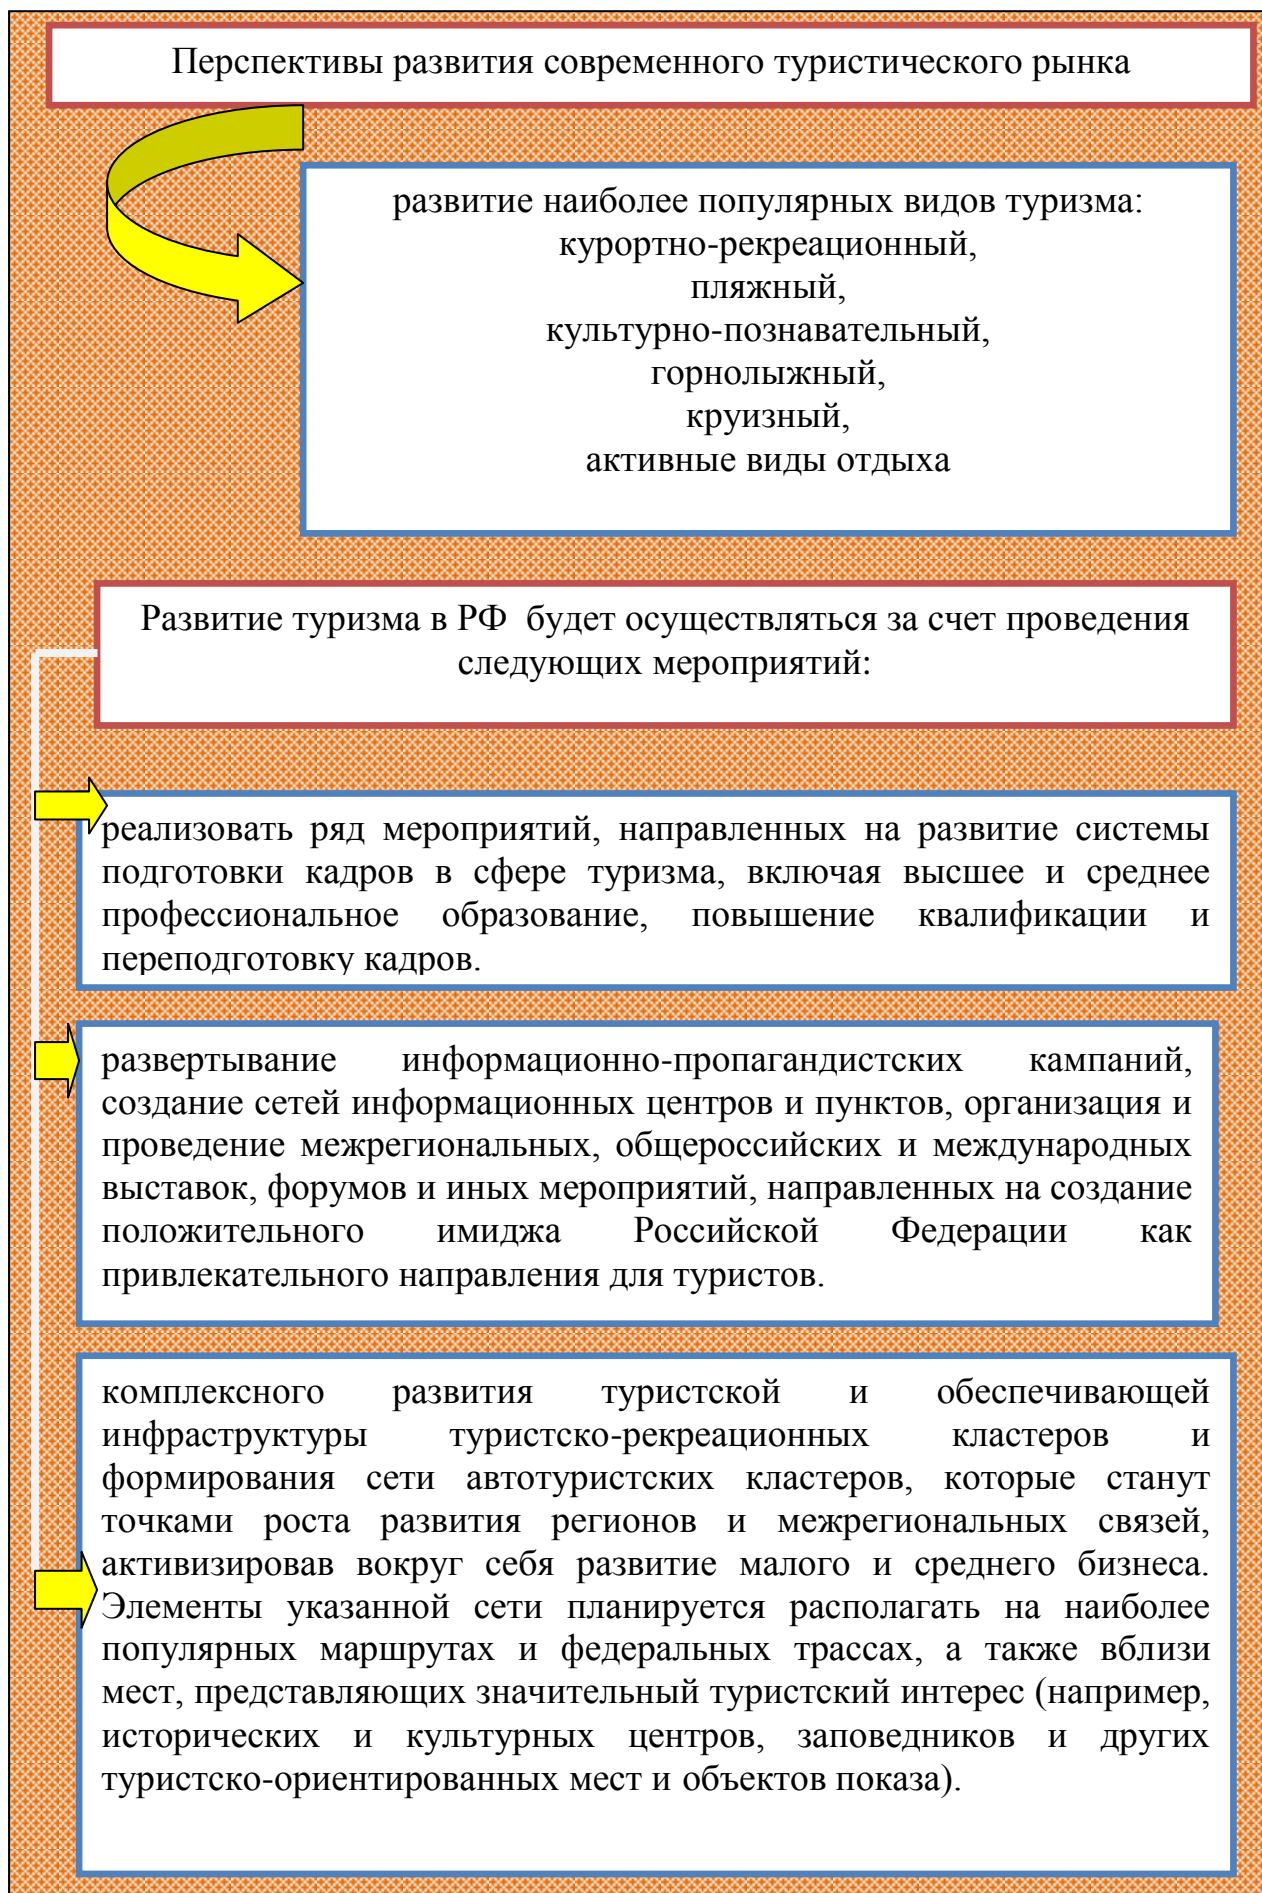 Перспективы развития современного туристического рынка
развитие наиболее популярных видов туризма:
курортно-рекреационный,
пляжный,
культурно-познавательный,
горнолыжный,
круизный,
активные виды отдыха
Развитие туризма в РФ  будет осуществляться за счет проведения
следующих мероприятий:
реализовать ряд мероприятий, направленных на развитие системы
подготовки кадров в сфере туризма, включая высшее и среднее
профессиональное образование, повышение квалификации и
переподготовку кадров.
развертывание информационно-пропагандистских кампаний,
создание сетей информационных центров и пунктов, организация и
проведение межрегиональных, общероссийских и международных
выставок, форумов и иных мероприятий, направленных на создание
положительного имиджа Российской Федерации как
привлекательного направления для туристов.
комплексного развития туристской и обеспечивающей
инфраструктуры туристско-рекреационных кластеров и
формирования сети автотуристских кластеров, которые станут
точками роста развития регионов и межрегиональных связей,
активизировав вокруг себя развитие малого и среднего бизнеса.
Элементы указанной сети планируется располагать на наиболее
популярных маршрутах и федеральных трассах, а также вблизи
мест, представляющих значительный туристский интерес (например,
исторических и культурных центров, заповедников и других
туристско-ориентированных мест и объектов показа).